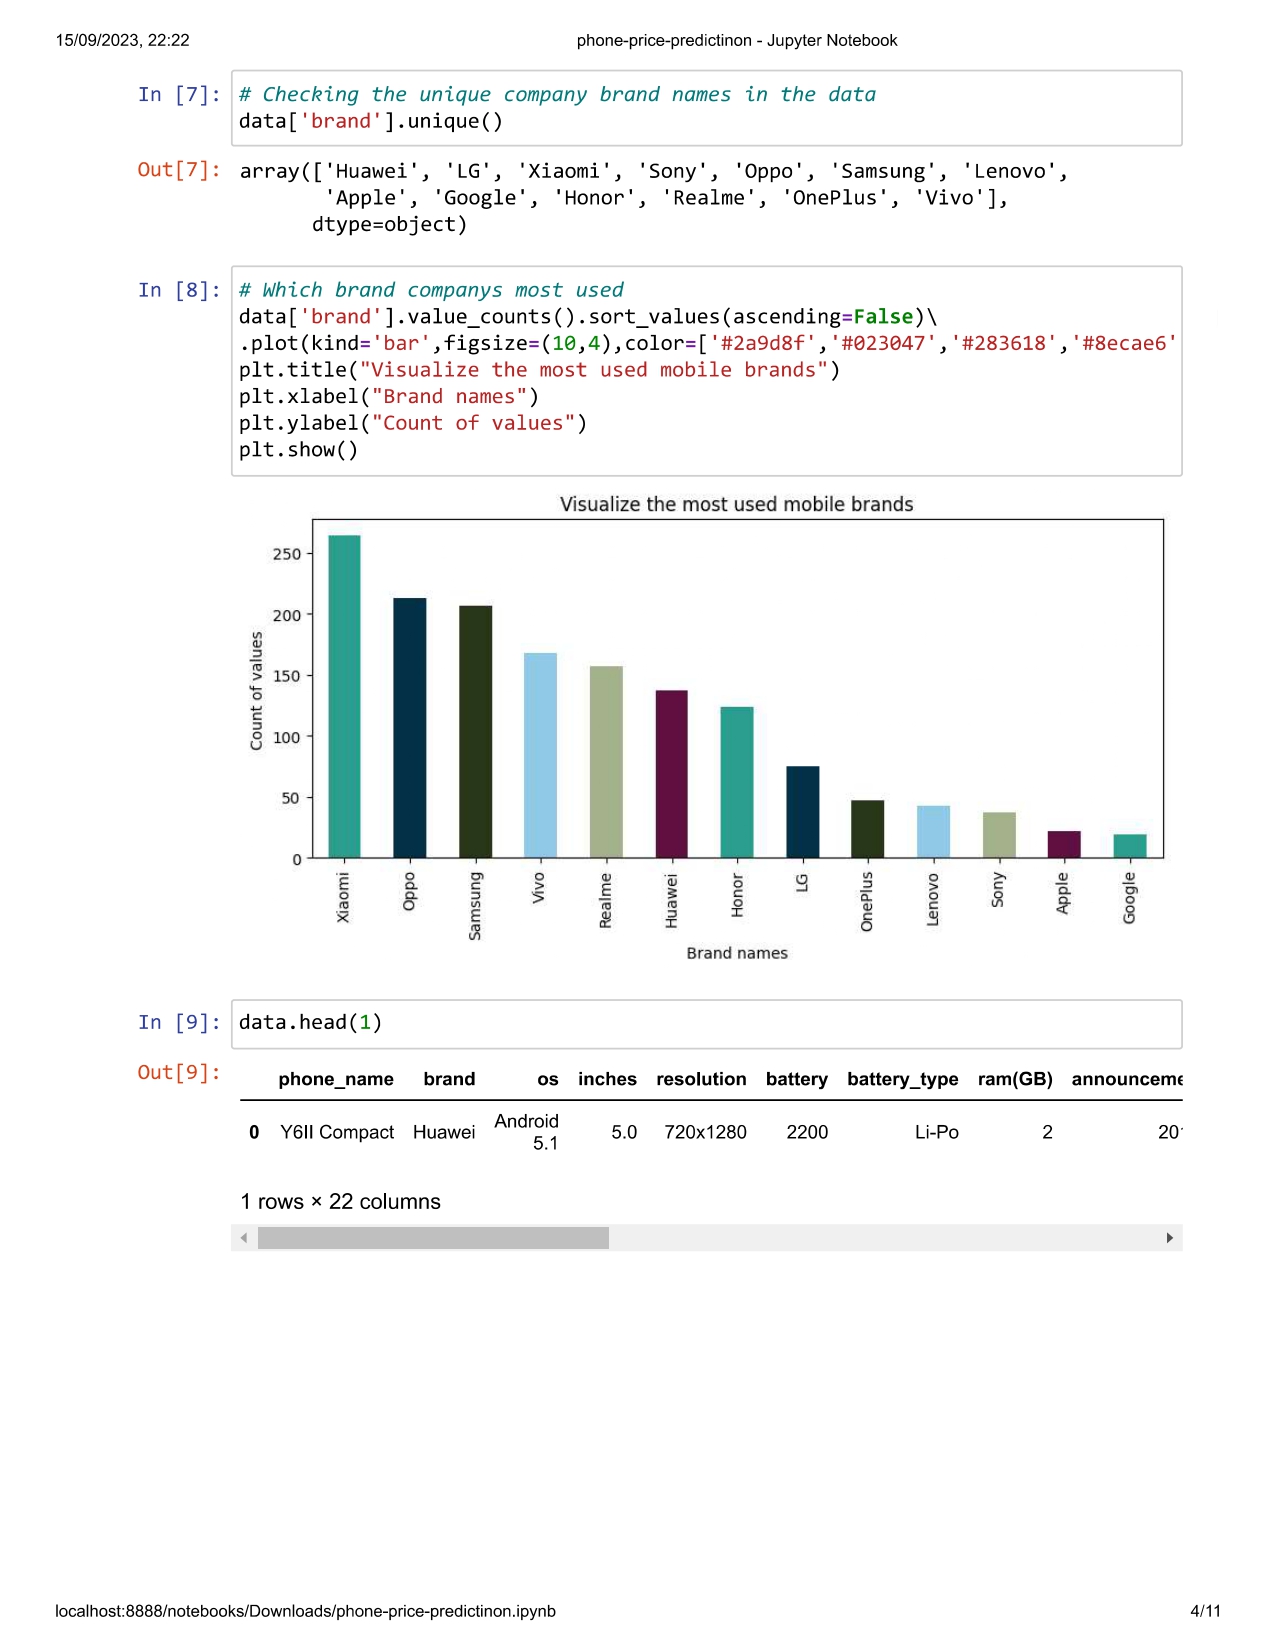 15/09/2023, 22:22 phone-price-predictinon - Jupyter Notebook
In [7]: # Checking the unique company brand names in the data
data['brand'].unique()
Out[7]: array(['Huawei', 'LG', 'Xiaomi', 'Sony', 'Oppo', 'Samsung', 'Lenovo',
'Apple', 'Google', 'Honor', 'Realme', 'OnePlus', 'Vivo'],
dtype=object)
In [8]: # Which brand companys most used
data['brand'].value_counts().sort_values(ascending=False)\
.plot(kind='bar',figsize=(10,4),color=['#2a9d8f','#023047','#283618','#8ecae6'
plt.title("Visualize the most used mobile brands")
plt.xlabel("Brand names")
plt.ylabel("Count of values")
plt.show()
Visualize the most used mobile brands
Count of values
250
200
150
100
50
0
Xiaomi Oppo Samsung Vivo Realme Huawei Honor LG OnePlus Lenovo Sony Apple Google
Brand names
In [9]: data.head(1)
Out[9]:
phone_name brand os inches resolution battery battery_type ram(GB) announceme
0 Y6II Compact Huawei Android 5.1 5.0 720x1280 2200 Li-Po 2 201
1 rows × 22 columns
localhost:8888/notebooks/Downloads/phone-price-predictinon.ipynb 4/11